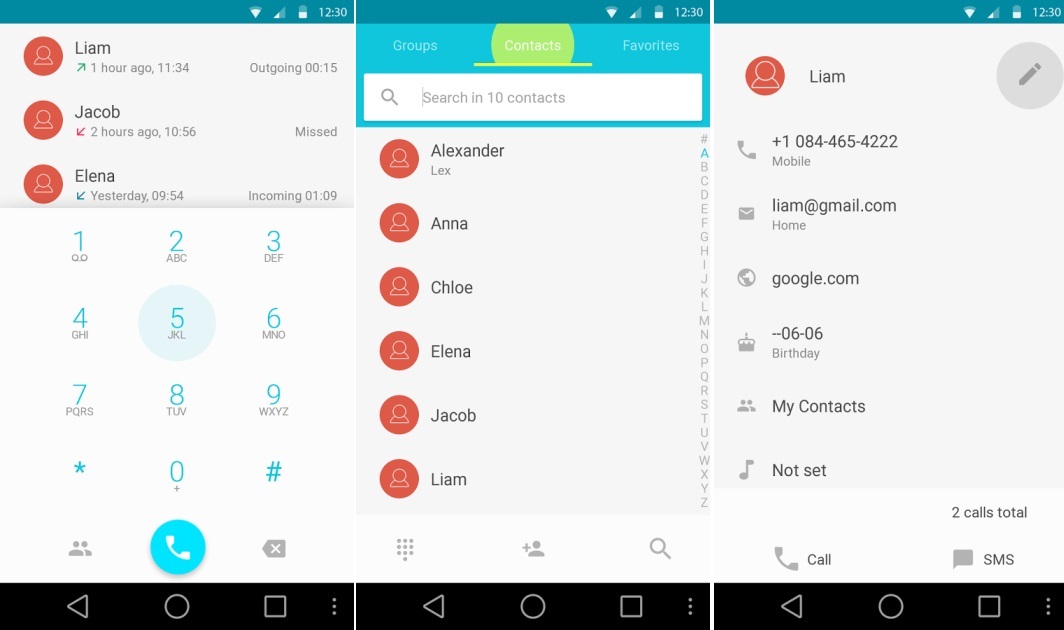 12:30
Liam
1 hour ago, 11:34 Outgoing 00:15
Jacob
2 hours ago, 10:56 Missed
Elena
Yesterday, 09:54 Incoming 01:09
1 2 3
ABC DEF
4 5 6
GHI JKL MNO
7 8 9
PQRS TUV WXYZ
* 0 #
+
12:30
Groups Contacts Favorites
Search in 10 contacts
Alexander
Lex
Anna
Chloe
Elena
Jacob
Liam
#
A
B
C
D
E
F
G
H
I
J
K
L
M
N
O
P
Q
R
S
T
U
V
W
X
Y
Z
12:30
Liam
+1 084-465-4222
Mobile
liam@gmail.com
Home
google.com
--06-06
Birthday
My Contacts
Not set
2 calls total
Call SMS